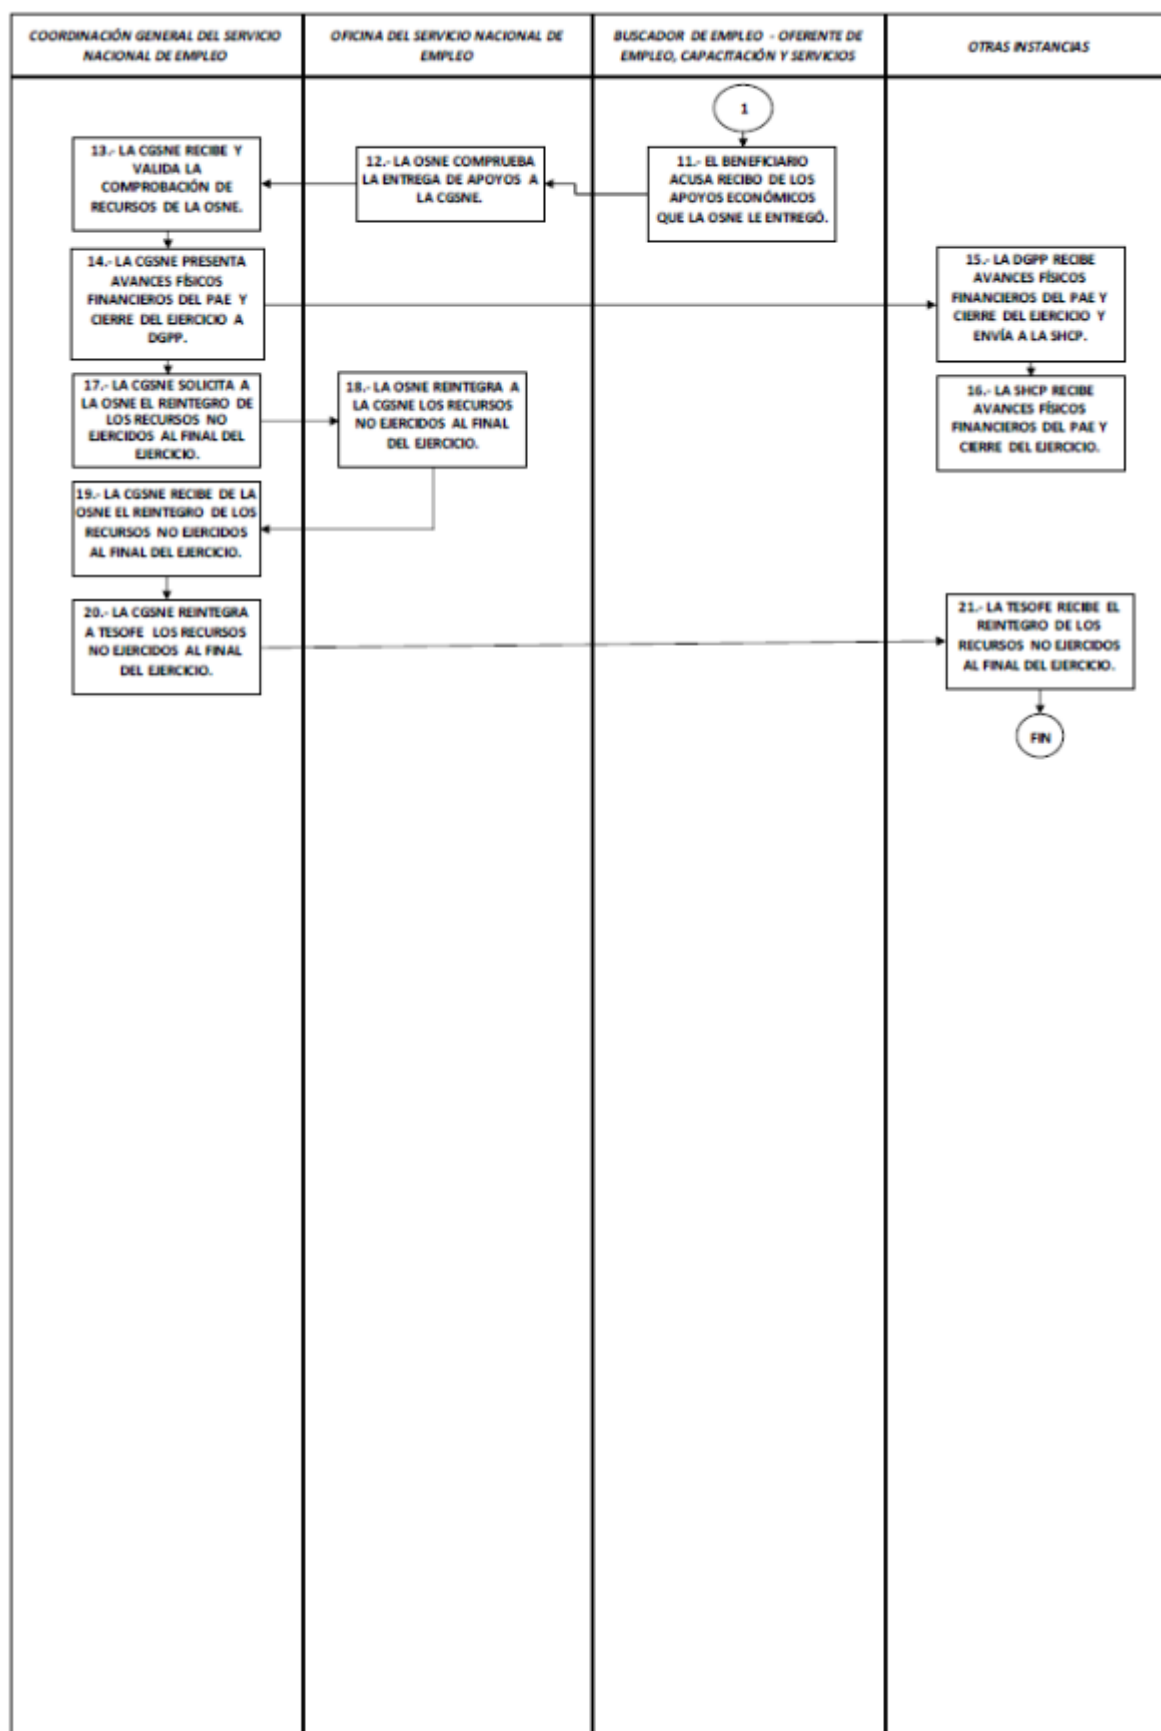 COORDINACIÓN GENERAL DEL SERVICIO
NACIONAL DE EMPLEO
OFICINA DEL SERVICIO NACIONAL DE
EMPLEO
BUSCADOR DE EMPLEO - OFERENTE DE
EMPLEO, CAPACITACIÓN Y SERVICIOS
OTRAS INSTANCIAS
1
11.- EL BENEFICIARIO
ACUSA RECIBO DE LOS
APOYOS ECONÓMICOS
QUE LA OSNE LE ENTREGÓ.
12.- LA OSNE COMPRUEBA
LA ENTREGA DE APOYOS A
LA CGSNE.
13.- LA CGSNE RECIBE Y
VALIDA LA
COMPROBACIÓN DE
RECURSOS DE LA OSNE.
14.- LA CGSNE PRESENTA
AVANCES FÍSICOS
FINANCIEROS DEL PAE Y
CIERRE DEL EJERCICIO A
DGPP.
15.- LA DGPP RECIBE
AVANCES FÍSICOS
FINANCIEROS DEL PAE Y
CIERRE DEL EJERCICIO Y
ENVÍA A LA SHCP.
16.- LA SHCP RECIBE
AVANCES FÍSICOS
FINANCIEROS DEL PAE Y
CIERRE DEL EJERCICIO.
17.- LA CGSNE SOLICITA A
LA OSNE EL REINTEGRO DE
LOS RECURSOS NO
EJERCIDOS AL FINAL DEL
EJERCICIO.
18.- LA OSNE REINTEGRA A
LA CGSNE LOS RECURSOS
NO EJERCIDOS AL FINAL
DEL EJERCICIO.
19.- LA CGSNE RECIBE DE LA
OSNE EL REINTEGRO DE LOS
RECURSOS NO EJERCIDOS
AL FINAL DEL EJERCICIO.
20.- LA CGSNE REINTEGRA
A TESOFE LOS RECURSOS
NO EJERCIDOS AL FINAL
DEL EJERCICIO.
21.- LA TESOFE RECIBE EL
REINTEGRO DE LOS
RECURSOS NO EJERCIDOS
AL FINAL DEL EJERCICIO.
FIN